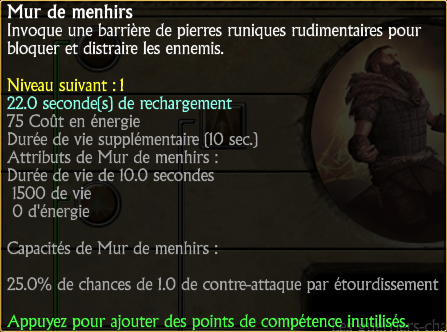 Mur de menhirs
Invoque une barrière de pierres runiques rudimentaires pour
bloquer et distraire les ennemis.
Niveau suivant : 1
22.0 seconde(s) de rechargement
75 Coût en énergie
Durée de vie supplémentaire (10 sec.)
Attributs de Mur de menhirs :
Durée de vie de 10.0 secondes
1500 de vie
0 d'énergie
Capacités de Mur de menhirs :
25.0% de chances de 1.0 de contre-attaque par étourdissement
Appuyez pour ajouter des points de compétence inutilisés.